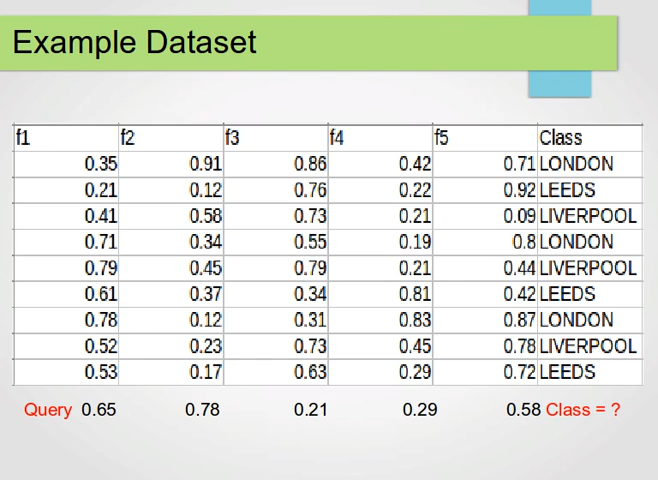 Example Dataset
f1 f2 f3 f4 f5 Class
0.35 0.91 0.86 0.42 0.71 LONDON
0.21 0.12 0.76 0.22 0.92 LEEDS
0.41 0.58 0.73 0.21 0.09 LIVERPOOL
0.71 0.34 0.55 0.19 0.8 LONDON
0.79 0.45 0.79 0.21 0.44 LIVERPOOL
0.61 0.37 0.34 0.81 0.42 LEEDS
0.78 0.12 0.31 0.83 0.87 LONDON
0.52 0.23 0.73 0.45 0.78 LIVERPOOL
0.53 0.17 0.63 0.29 0.72 LEEDS
Query 0.65 0.78 0.21 0.29 0.58 Class = ?